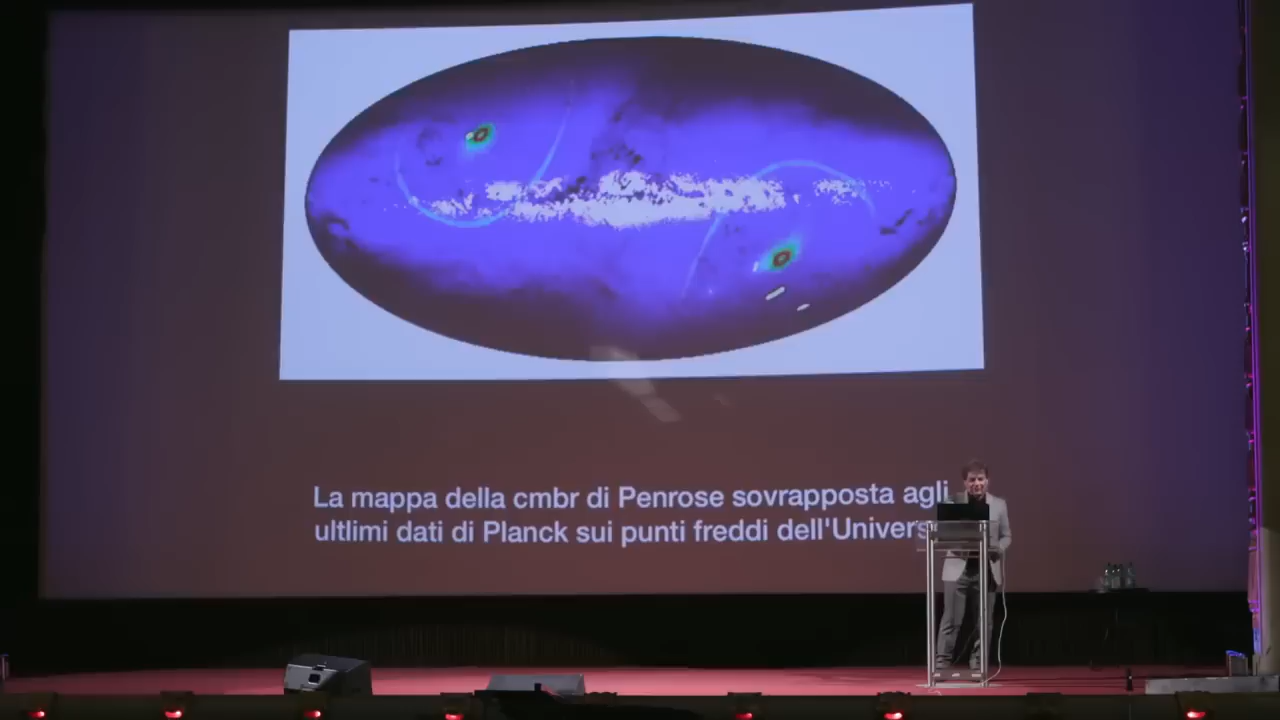 La mappa della cmbr di Penrose sovrapposta agli
ultlimi dati di Planck sui punti freddi dell'Univers